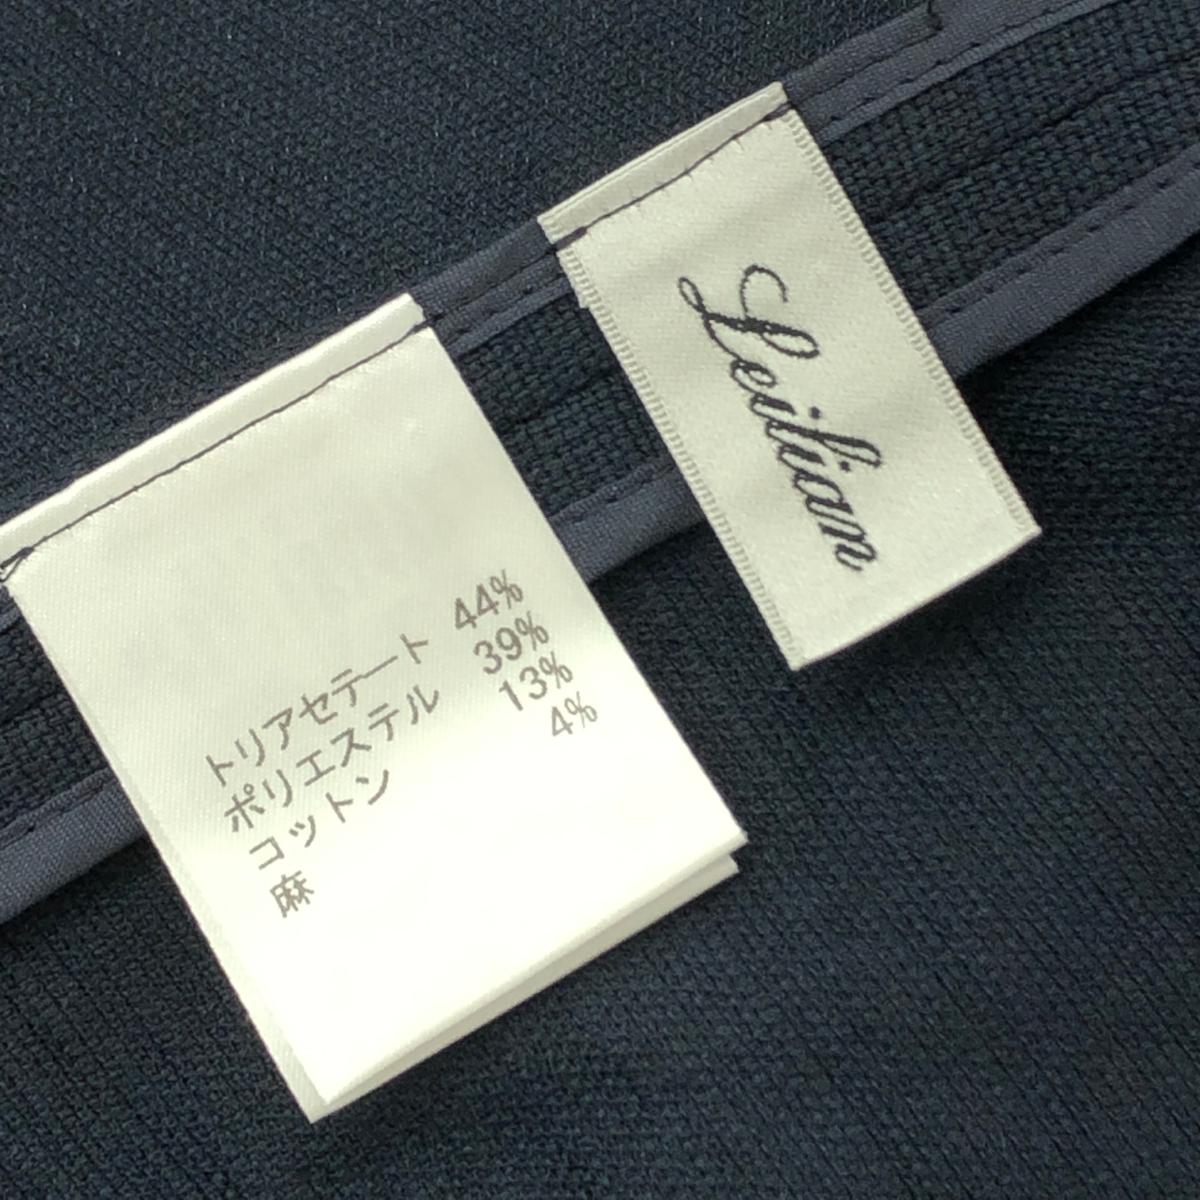 トリアセテート 44%
ポリエステル 39%
コットン 13%
麻 4%
Leilian